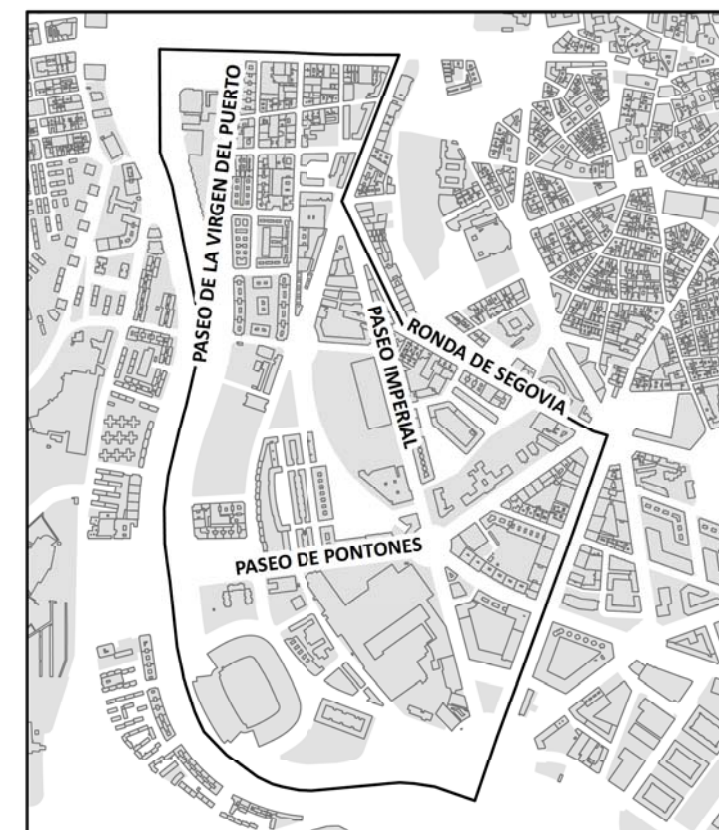 PASEO DE LA VIRGEN DEL PUERTO
PASEO IMPERIAL
RONDA DE SEGOVIA
PASEO DE PONTONES